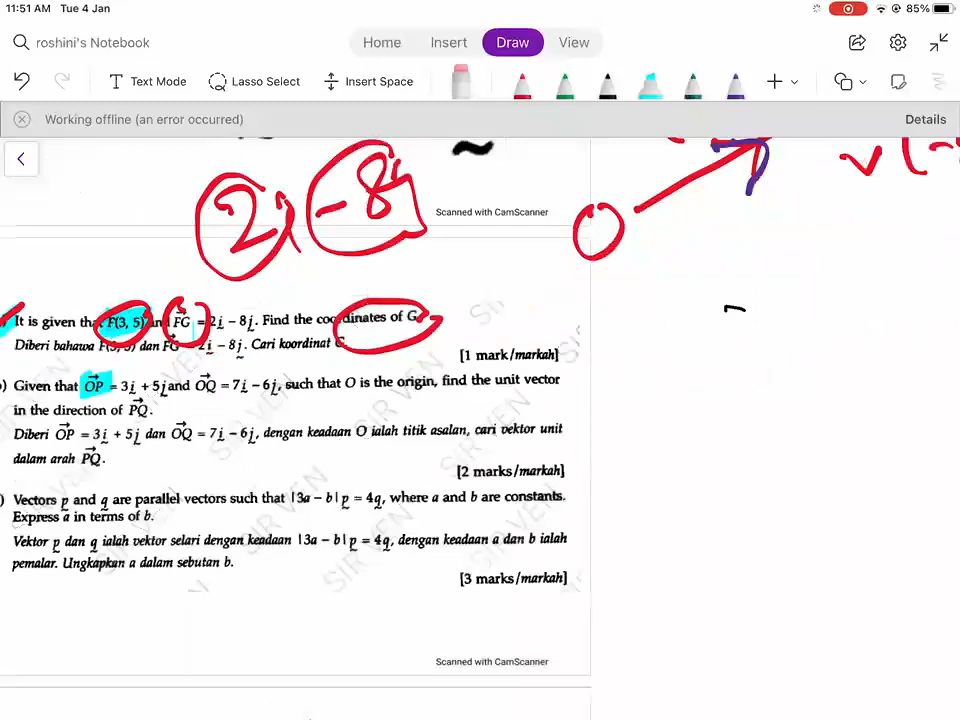 11:51 AM Tue 4 Jan 85%
roshini's Notebook Home Insert Draw View
Text Mode Lasso Select Insert Space
Working offline (an error occurred) Details
2i -8j
Scanned with CamScanner
It is given that F(3, 5) and FG = 2i – 8j. Find the coordinates of G.
Diberi bahawa F(3, 5) dan FG = 2i – 8j. Cari koordinat G.
[1 mark/markah]
) Given that OP = 3i + 5j and OQ = 7i – 6j, such that O is the origin, find the unit vector
in the direction of PQ.
Diberi OP = 3i + 5j dan OQ = 7i – 6j, dengan keadaan O ialah titik asalan, cari vektor unit
dalam arah PQ.
[2 marks/markah]
) Vectors p and q are parallel vectors such that |3a – b|p = 4q, where a and b are constants.
Express a in terms of b.
Vektor p dan q ialah vektor selari dengan keadaan |3a – b|p = 4q, dengan keadaan a dan b ialah
pemalar. Ungkapkan a dalam sebutan b.
[3 marks/markah]
SIR VEN
Scanned with CamScanner